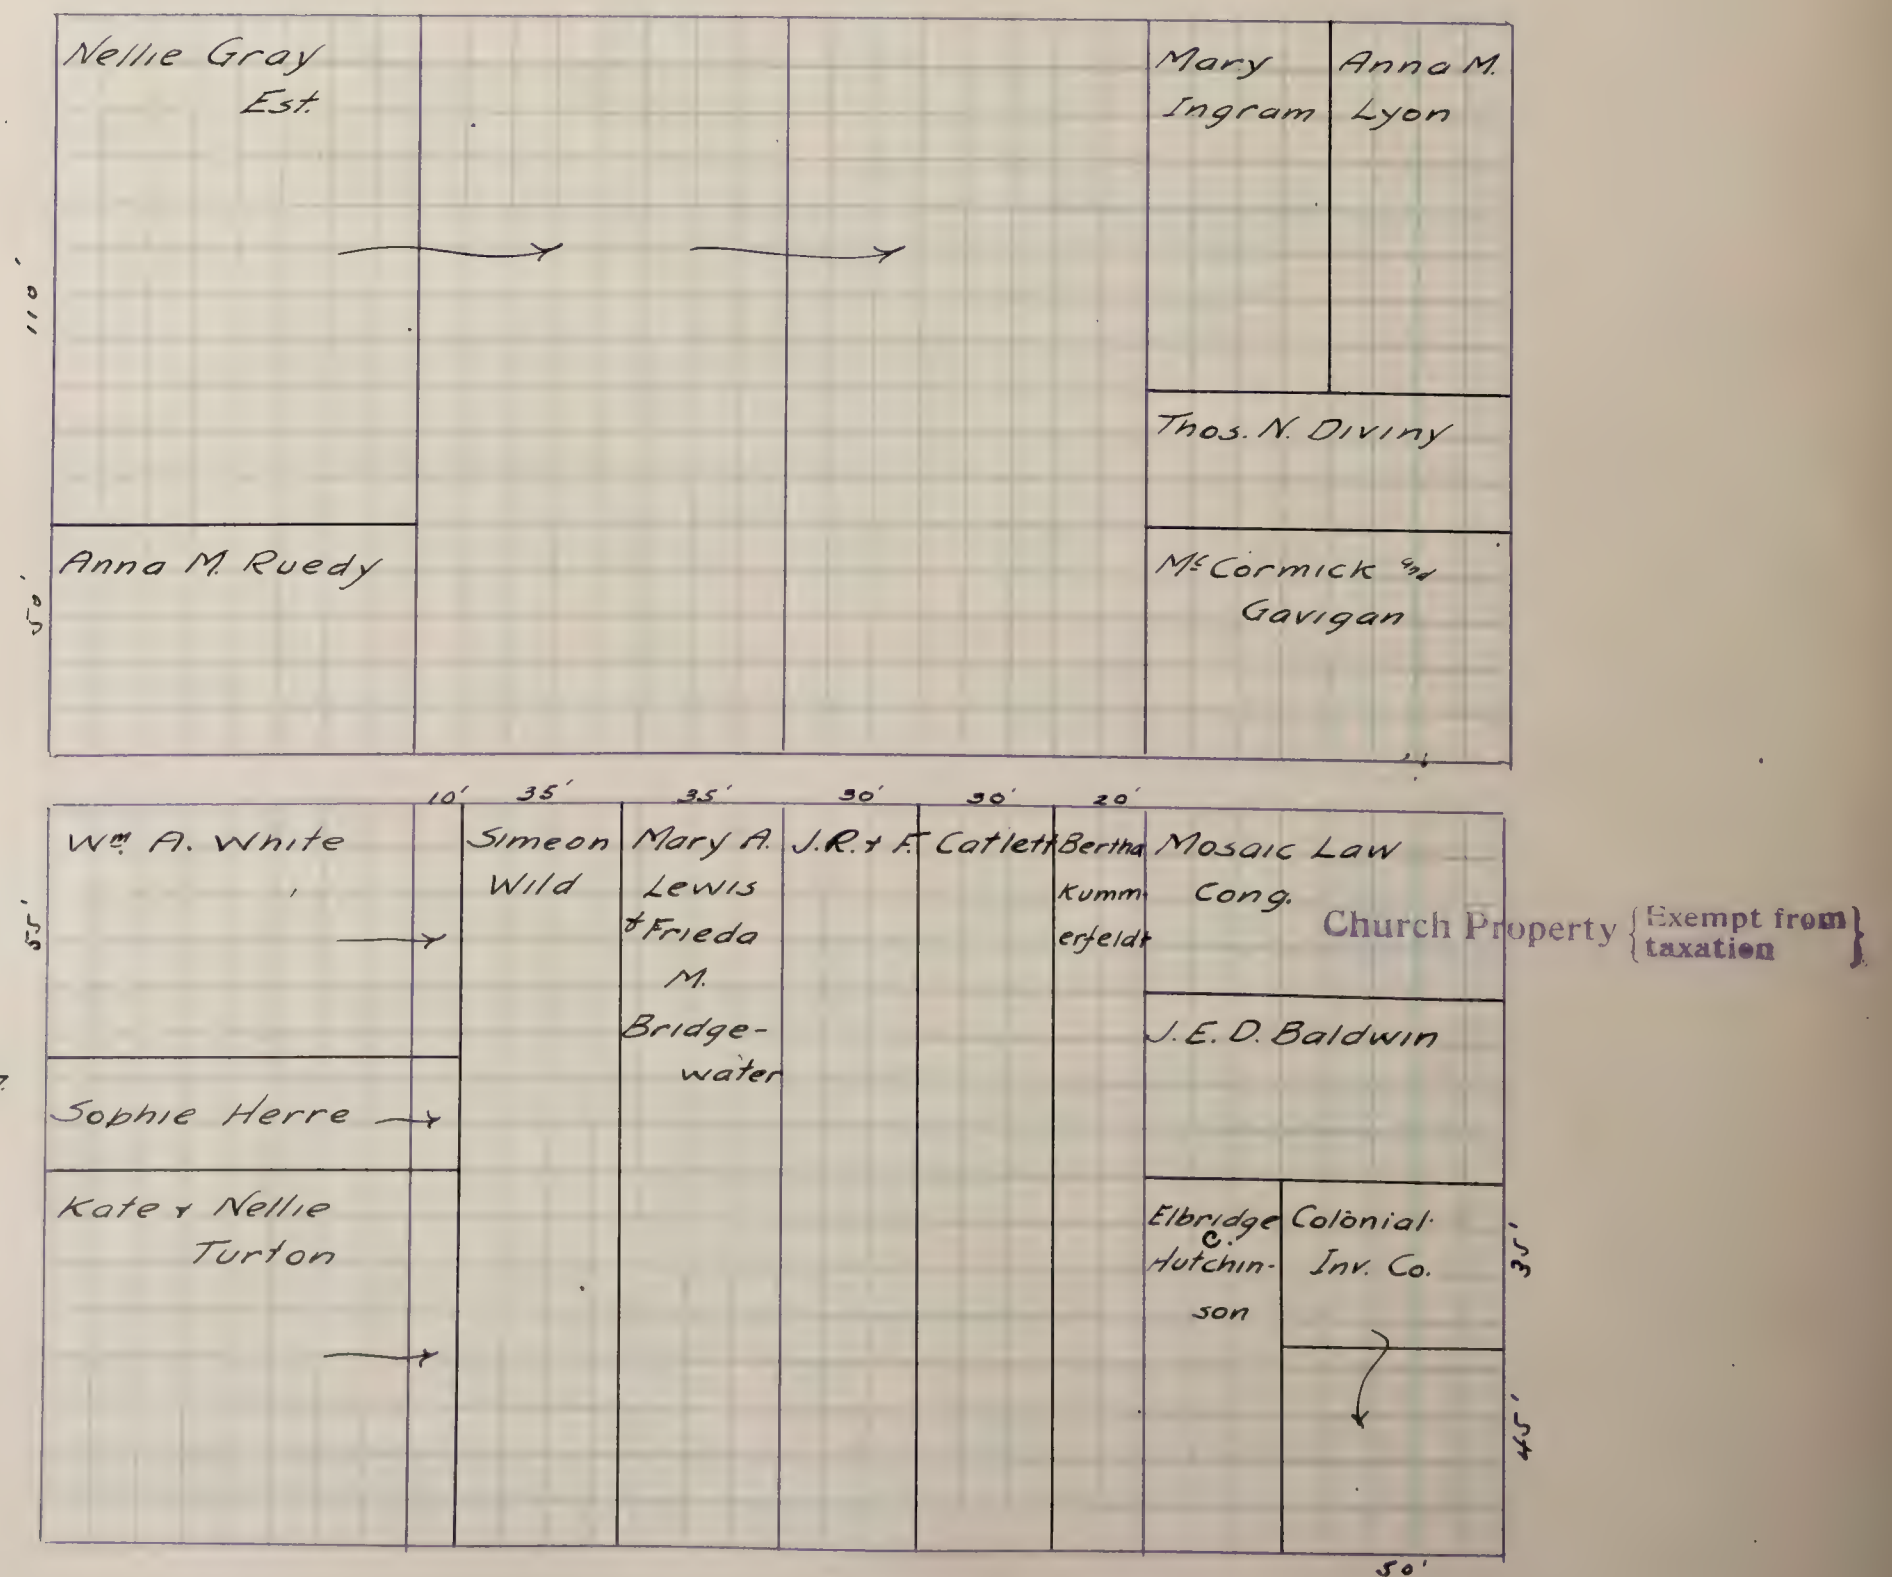 Nellie Gray
Est.
Mary
Ingram
Anna M.
Lyon
110'
Thos. N. Diviny
Anna M. Ruedy
50'
McCormick and
Gavigan
10'
35'
35'
30'
30'
20'
Wm. A. White
55'
Simeon
Wild
Mary A.
Lewis
+ Frieda
M.
Bridge-
water
J.R. + F. Catlett
Bertha
Kumm-
erfeldt
Mosaic Law
Cong.
Church Property {Exempt from
taxation}
J. E. D. Baldwin
Sophie Herre
Kate + Nellie
Turton
Elbridge
C.
Hutchin-
son
Colonial
Inv. Co.
35'
45'
50'